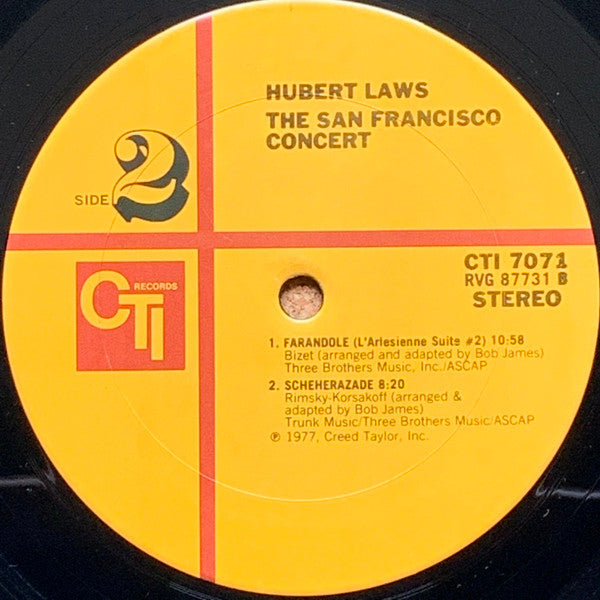 HUBERT LAWS
THE SAN FRANCISCO
CONCERT
SIDE 2
CTI RECORDS
CTI 7071
RVG 87731 B
STEREO
1. FARANDOLE (L'Arlesienne Suite #2) 10:58
Bizet (arranged and adapted by Bob James)
Three Brothers Music, Inc./ASCAP
2. SCHEHERAZADE 8:20
Rimsky-Korsakoff (arranged &
adapted by Bob James)
Trunk Music/Three Brothers Music/ASCAP
℗ 1977, Creed Taylor, Inc.